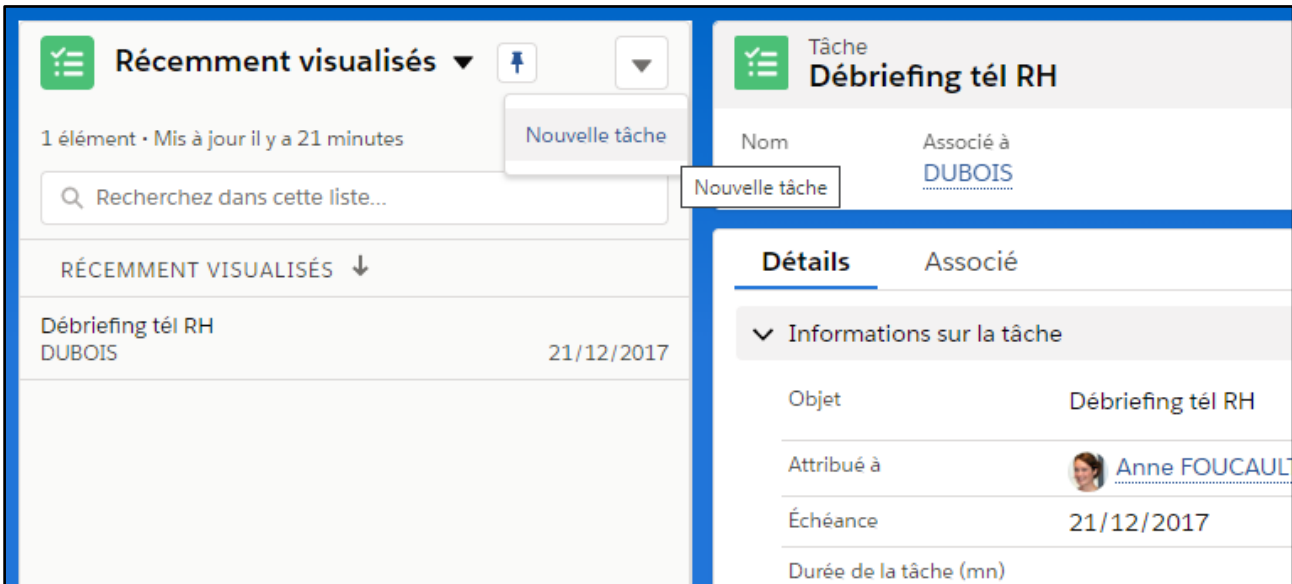 Récemment visualisés
1 élément • Mis à jour il y a 21 minutes
Nouvelle tâche
Nouvelle tâche
Recherchez dans cette liste...
RÉCEMMENT VISUALISÉS
Débriefing tél RH
DUBOIS
21/12/2017
Tâche
Débriefing tél RH
Nom
Associé à
DUBOIS
Détails
Associé
Informations sur la tâche
Objet
Débriefing tél RH
Attribué à
Anne FOUCAULT
Échéance
21/12/2017
Durée de la tâche (mn)